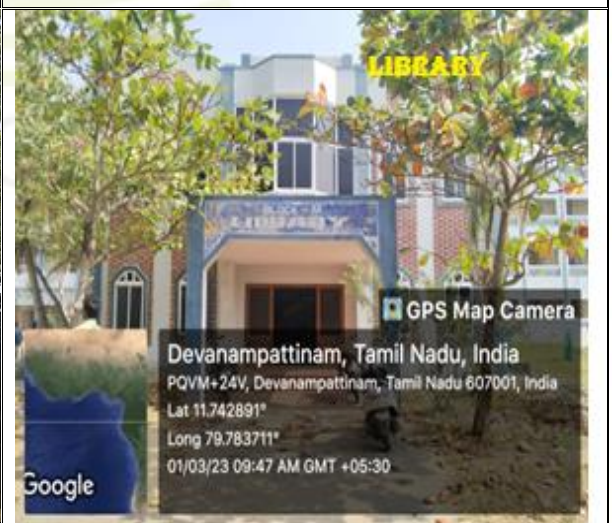 LIBRARY
LIBRARY
GPS Map Camera
Devanampattinam, Tamil Nadu, India
PQVM+24V, Devanampattinam, Tamil Nadu 607001, India
Lat 11.742891°
Long 79.783711°
01/03/23 09:47 AM GMT +05:30
Google